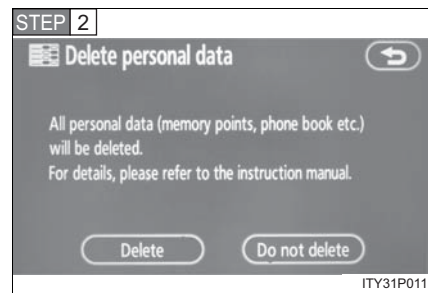 STEP 2
Delete personal data
All personal data (memory points, phone book etc.)
will be deleted.
For details, please refer to the instruction manual.
Delete
Do not delete
ITY31P011